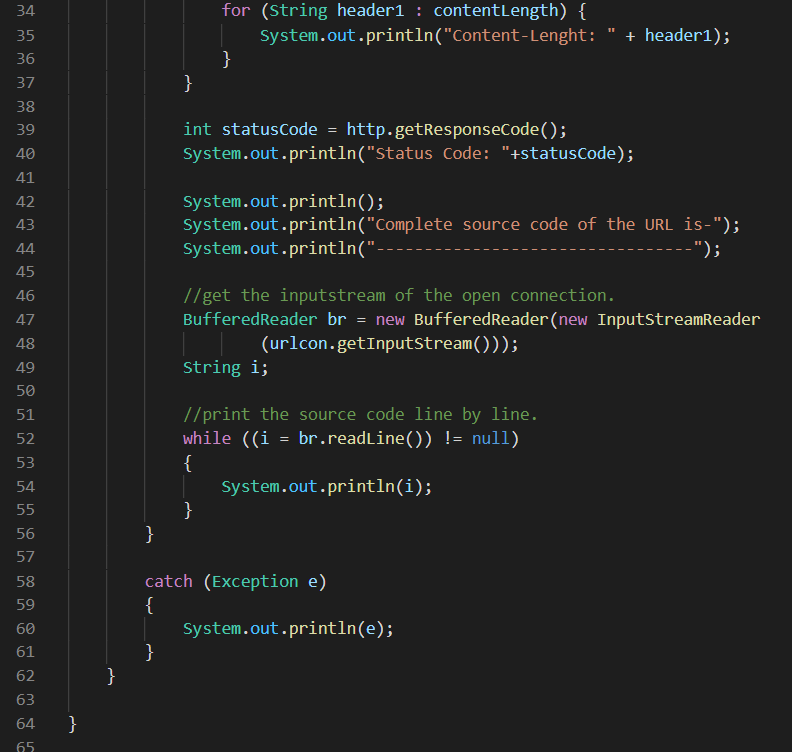 34 for (String header1 : contentLength) {
35 System.out.println("Content-Lenght: " + header1);
36 }
37 }
38
39 int statusCode = http.getResponseCode();
40 System.out.println("Status Code: "+statusCode);
41
42 System.out.println();
43 System.out.println("Complete source code of the URL is-");
44 System.out.println("---------------------------------");
45
46 //get the inputstream of the open connection.
47 BufferedReader br = new BufferedReader(new InputStreamReader
48 (urlcon.getInputStream()));
49 String i;
50
51 //print the source code line by line.
52 while ((i = br.readLine()) != null)
53 {
54 System.out.println(i);
55 }
56 }
57
58 catch (Exception e)
59 {
60 System.out.println(e);
61 }
62 }
63
64 }
65